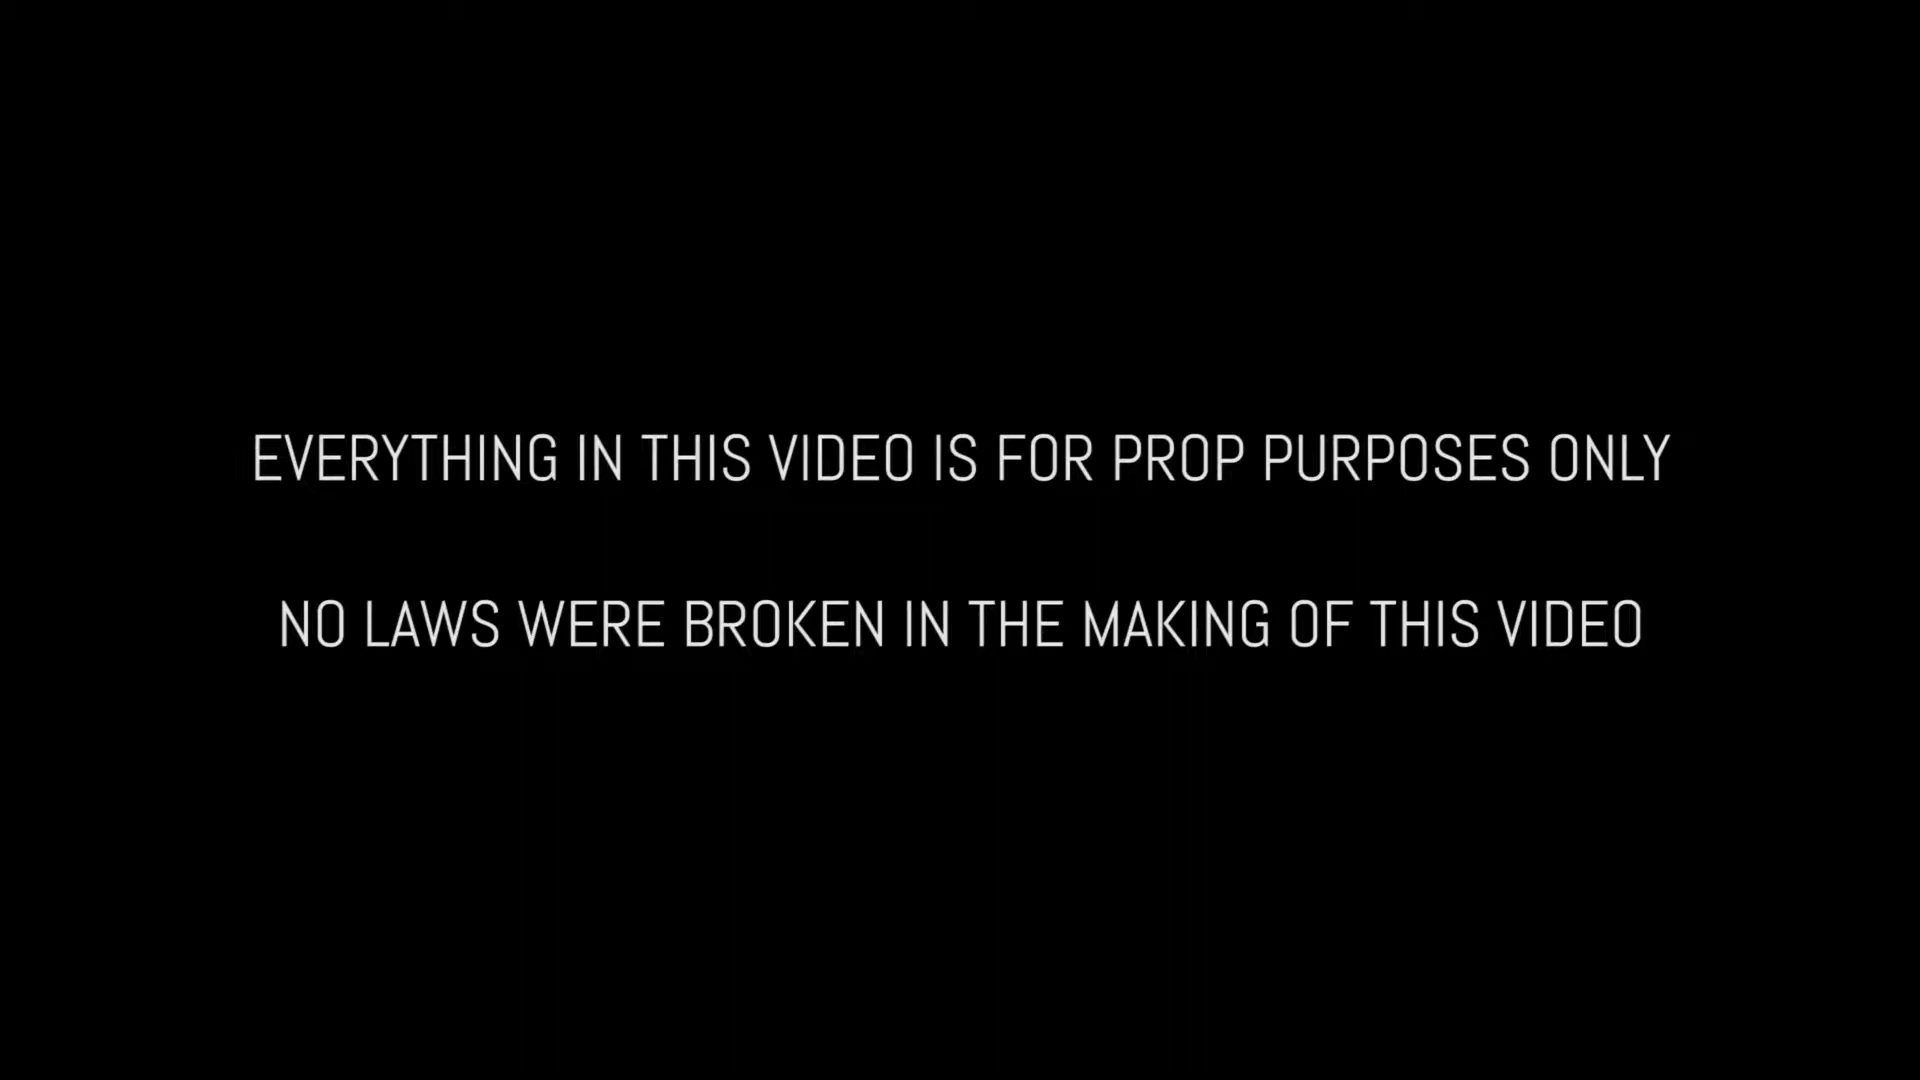 EVERYTHING IN THIS VIDEO IS FOR PROP PURPOSES ONLY
NO LAWS WERE BROKEN IN THE MAKING OF THIS VIDEO